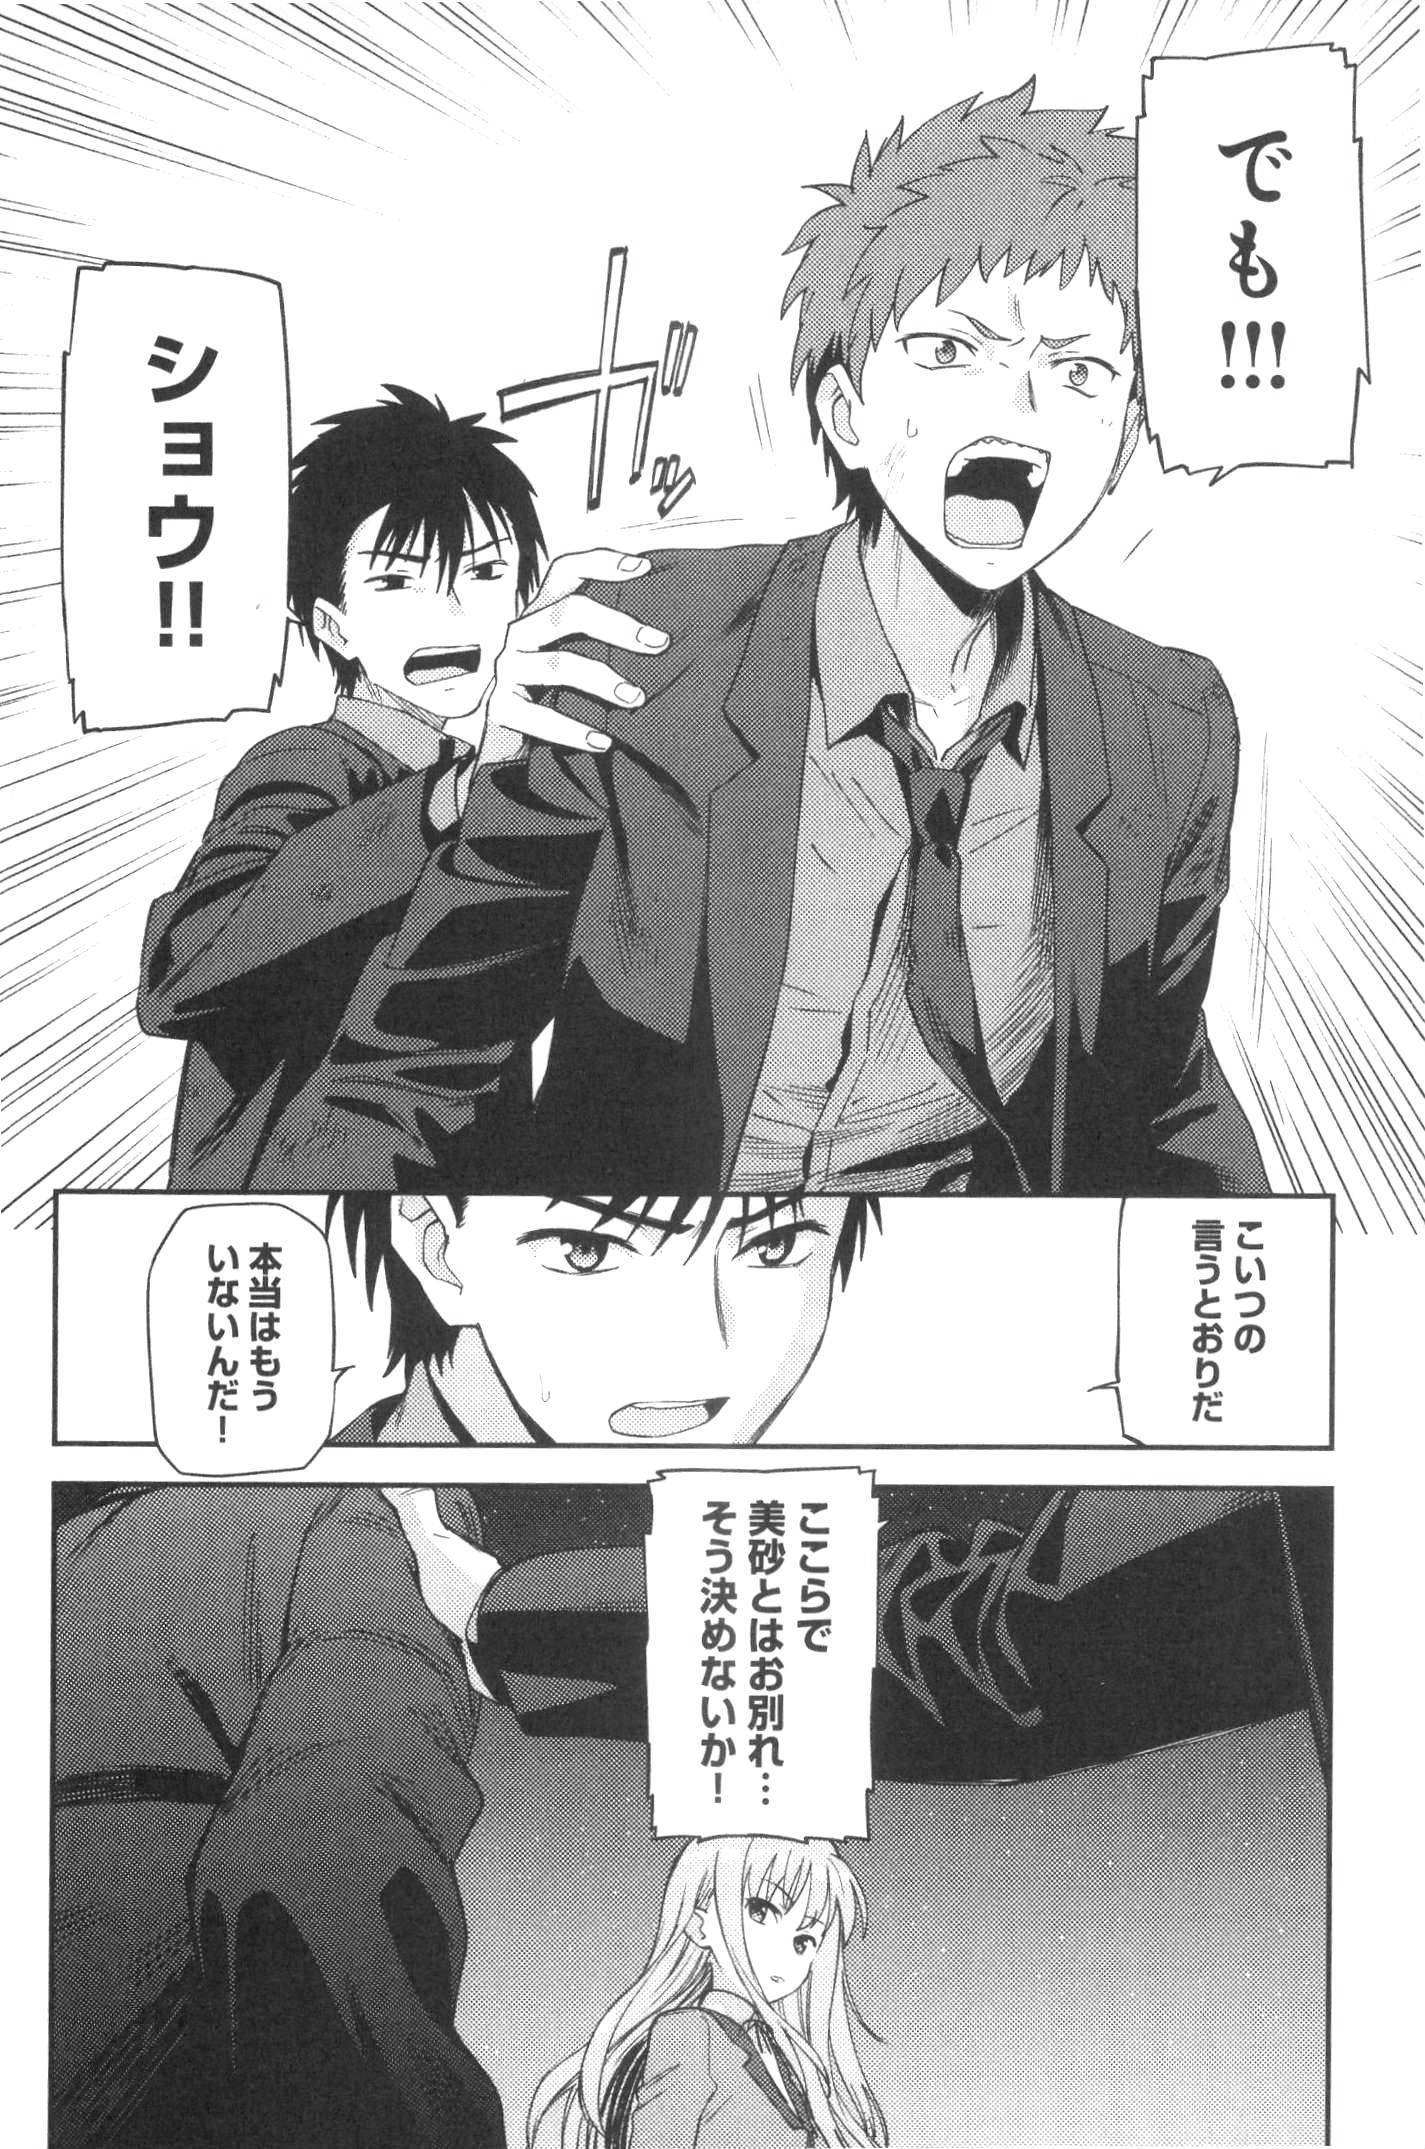 でも!!!
ガッ
ショウ!!
こいつの
言うとおりだ
本当はもう
いないんだ!
ここらで
美砂とはお別れ…
そう決めないか!